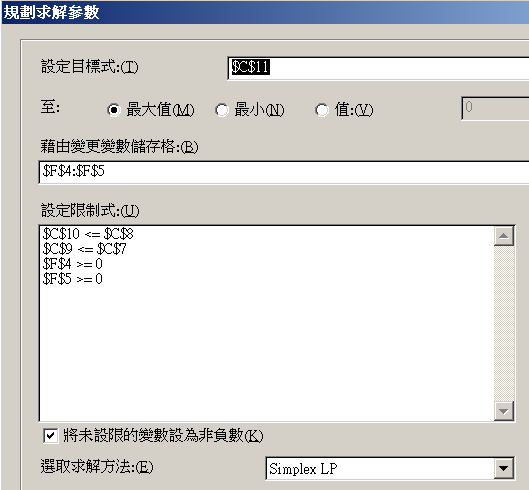 規劃求解參數
設定目標式:(T) $C$11
至: 最大值(M) 最小(N) 值:(V) 0
藉由變更變數儲存格:(B)
$F$4:$F$5
設定限制式:(U)
$C$10 <= $C$8
$C$9 <= $C$7
$F$4 >= 0
$F$5 >= 0
將未設限的變數設為非負數(K)
選取求解方法:(E) Simplex LP